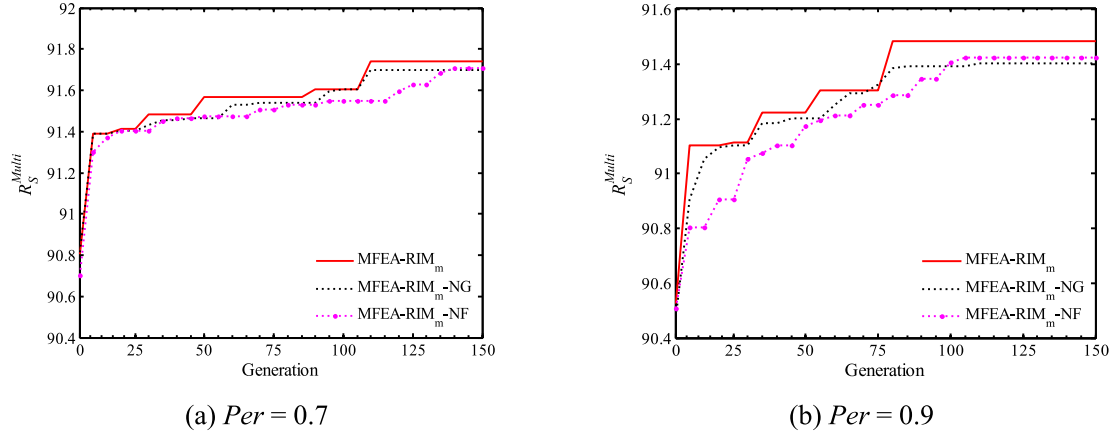 92
91.8
91.6
91.4
91.2
91
90.8
90.6
90.4
R_S^Multi
0
25
50
75
100
125
150
Generation
MFEA-RIM_m
MFEA-RIM_m-NG
MFEA-RIM_m-NF
(a) Per = 0.7
91.6
91.4
91.2
91
90.8
90.6
90.4
R_S^Multi
0
25
50
75
100
125
150
Generation
MFEA-RIM_m
MFEA-RIM_m-NG
MFEA-RIM_m-NF
(b) Per = 0.9